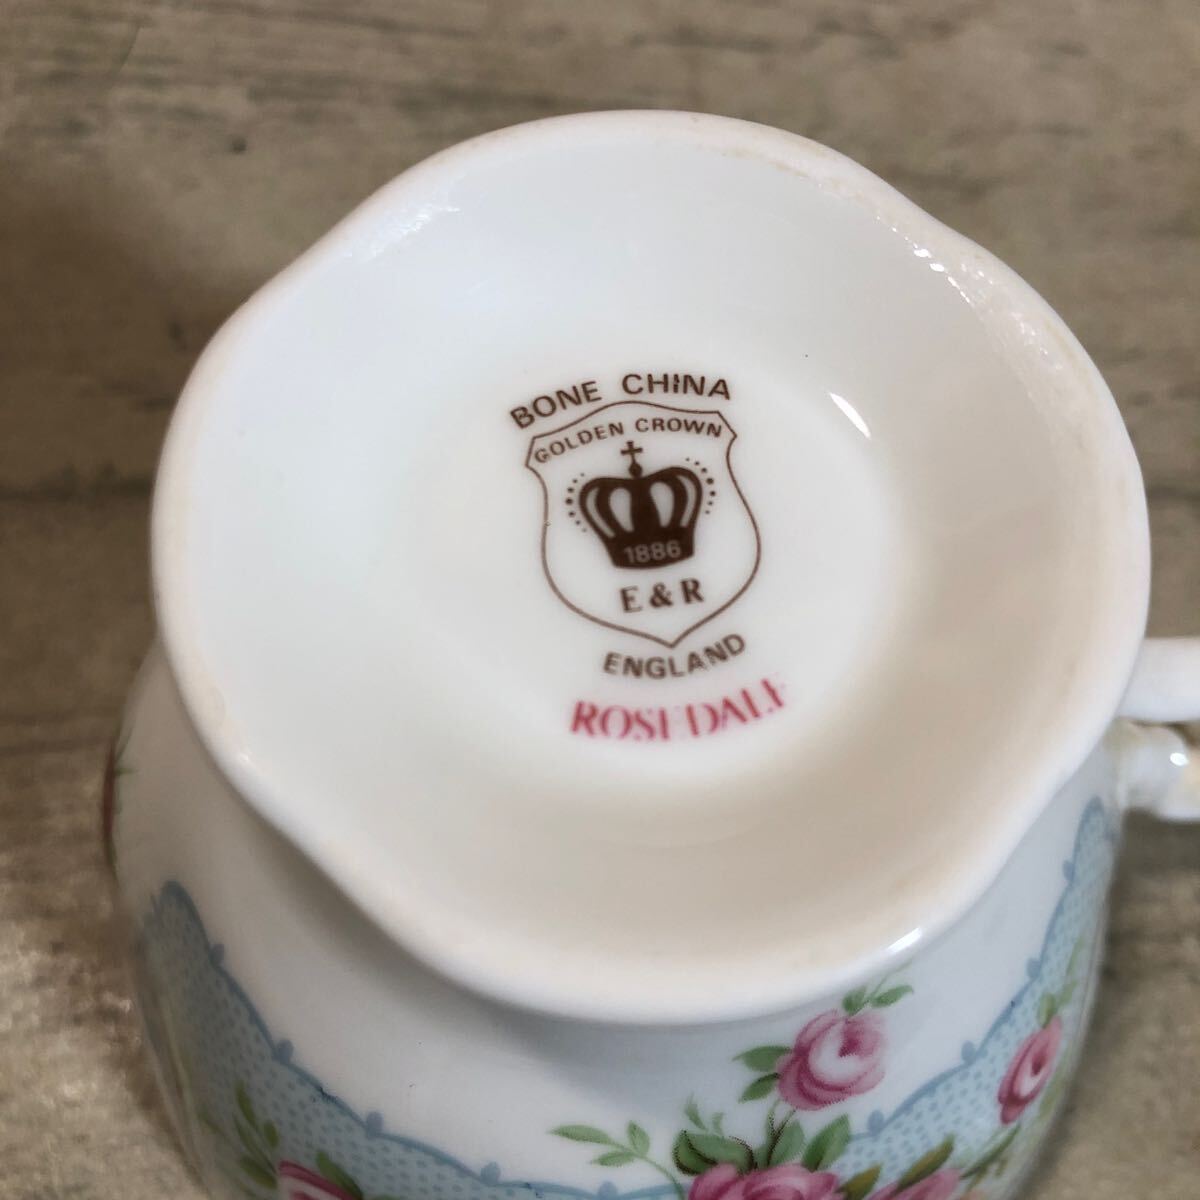 BONE CHINA
GOLDEN CROWN
1886
E & R
ENGLAND
ROSEDALE